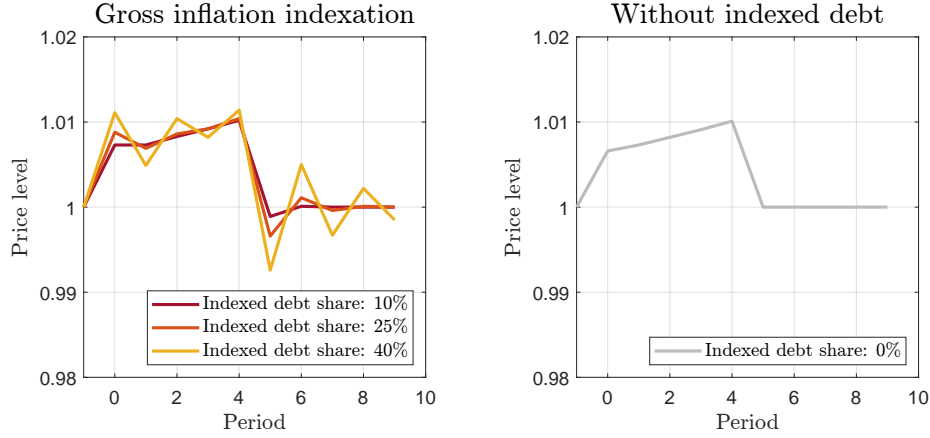 Gross inflation indexation
1.02
1.01
1
0.99
0.98
Price level
0 2 4 6 8 10
Period
Indexed debt share: 10%
Indexed debt share: 25%
Indexed debt share: 40%
Without indexed debt
1.02
1.01
1
0.99
0.98
Price level
0 2 4 6 8 10
Period
Indexed debt share: 0%